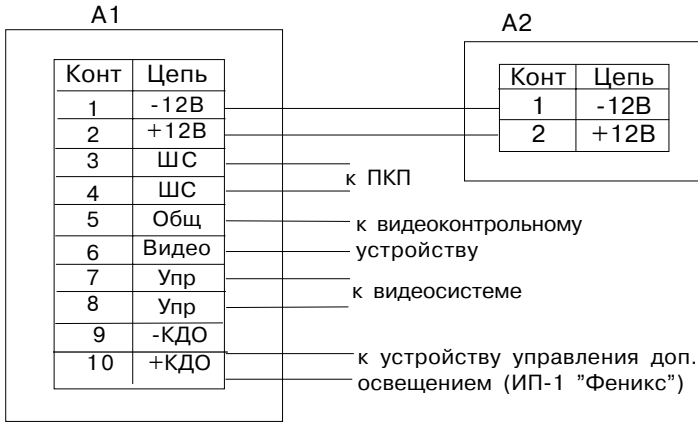 А1
А2
Конт Цепь
1 -12В
2 +12В
3 ШС
4 ШС
5 Общ
6 Видео
7 Упр
8 Упр
9 -КДО
10 +КДО
Конт Цепь
1 -12В
2 +12В
к ПКП
к видеоконтрольному
устройству
к видеосистеме
к устройству управления доп.
освещением (ИП-1 ”Феникс”)